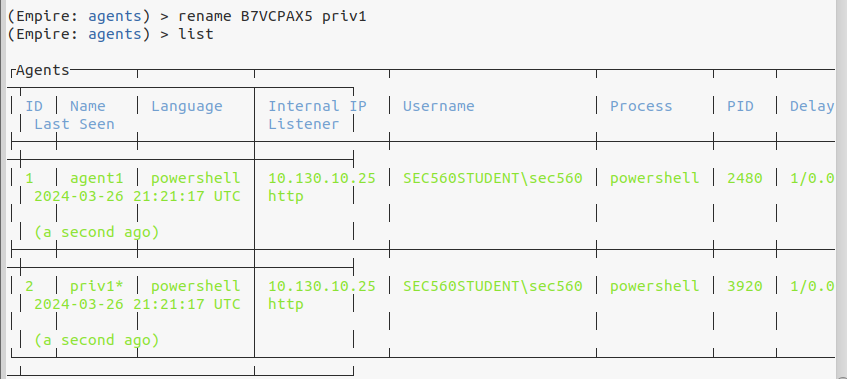 (Empire: agents) > rename B7VCPAX5 priv1
(Empire: agents) > list
Agents
ID Name Language Internal IP Username Process PID Delay
Last Seen Listener
1 agent1 powershell 10.130.10.25 SEC560STUDENT\sec560 powershell 2480 1/0.0
2024-03-26 21:21:17 UTC http
(a second ago)
2 priv1* powershell 10.130.10.25 SEC560STUDENT\sec560 powershell 3920 1/0.0
2024-03-26 21:21:17 UTC http
(a second ago)